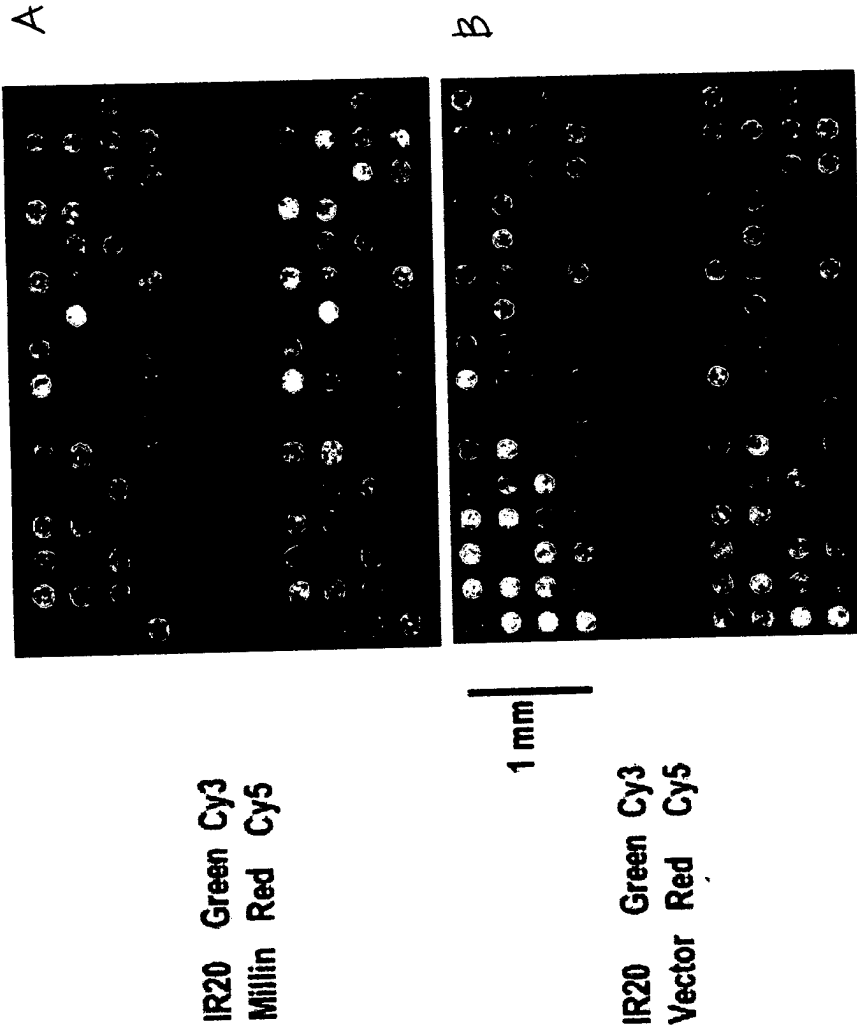 A
IR20 Green Cy3
Millin Red Cy5
B
1 mm
IR20 Green Cy3
Vector Red Cy5